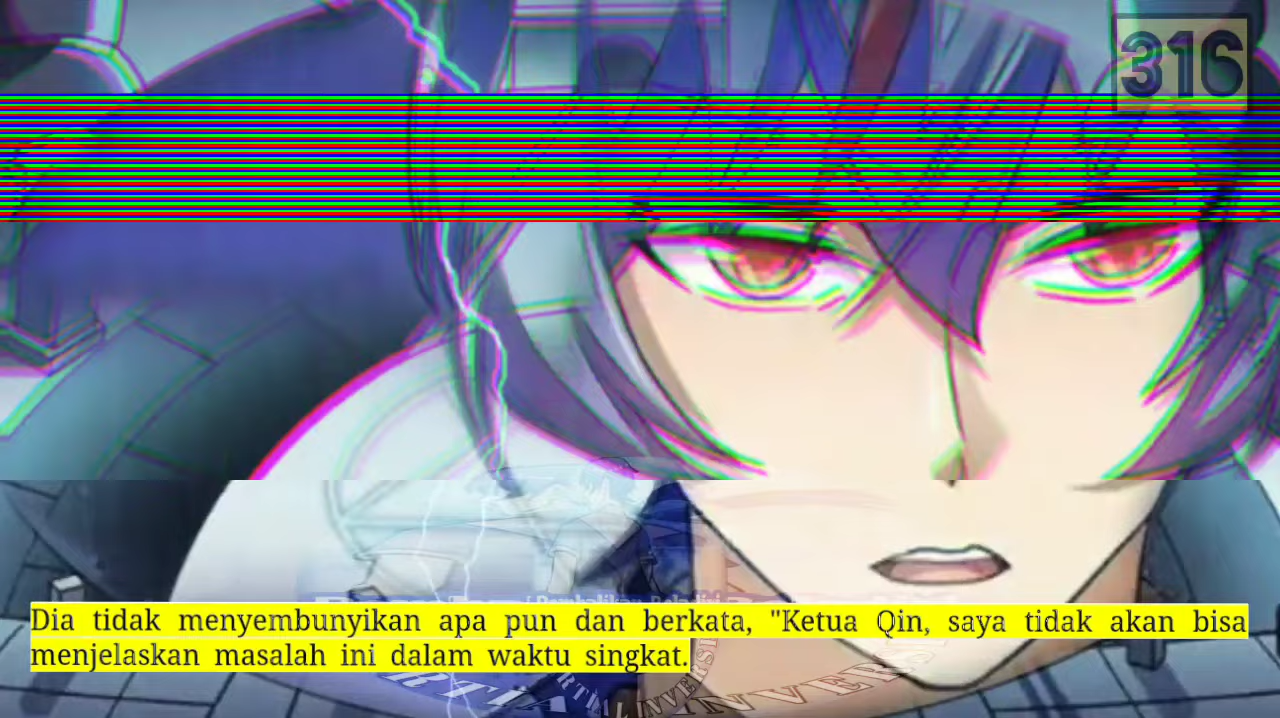 316
Dia tidak menyembunyikan apa pun dan berkata, "Ketua Qin, saya tidak akan bisa
menjelaskan masalah ini dalam waktu singkat.